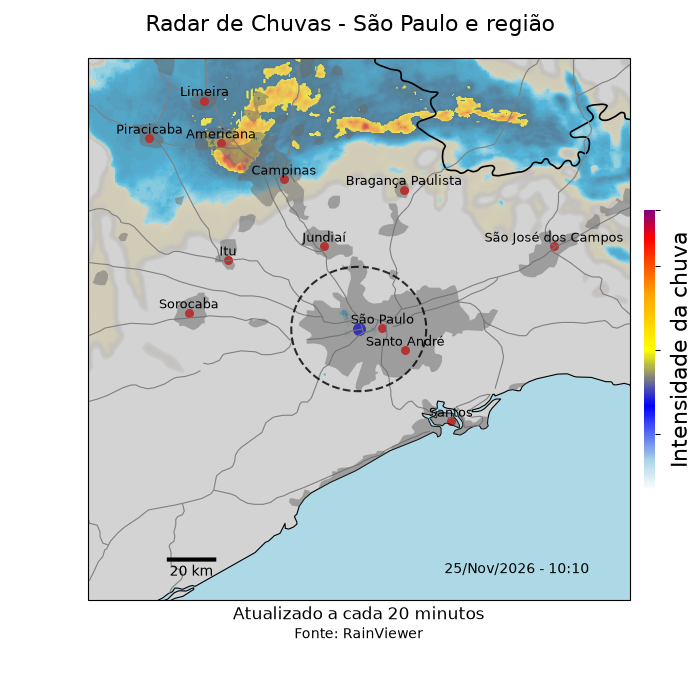 Radar de Chuvas - São Paulo e região
Limeira
Piracicaba
Americana
Campinas
Bragança Paulista
Itu
Jundiaí
São José dos Campos
Sorocaba
São Paulo
Santo André
Santos
Intensidade da chuva
20 km
25/Nov/2026 - 10:10
Atualizado a cada 20 minutos
Fonte: RainViewer